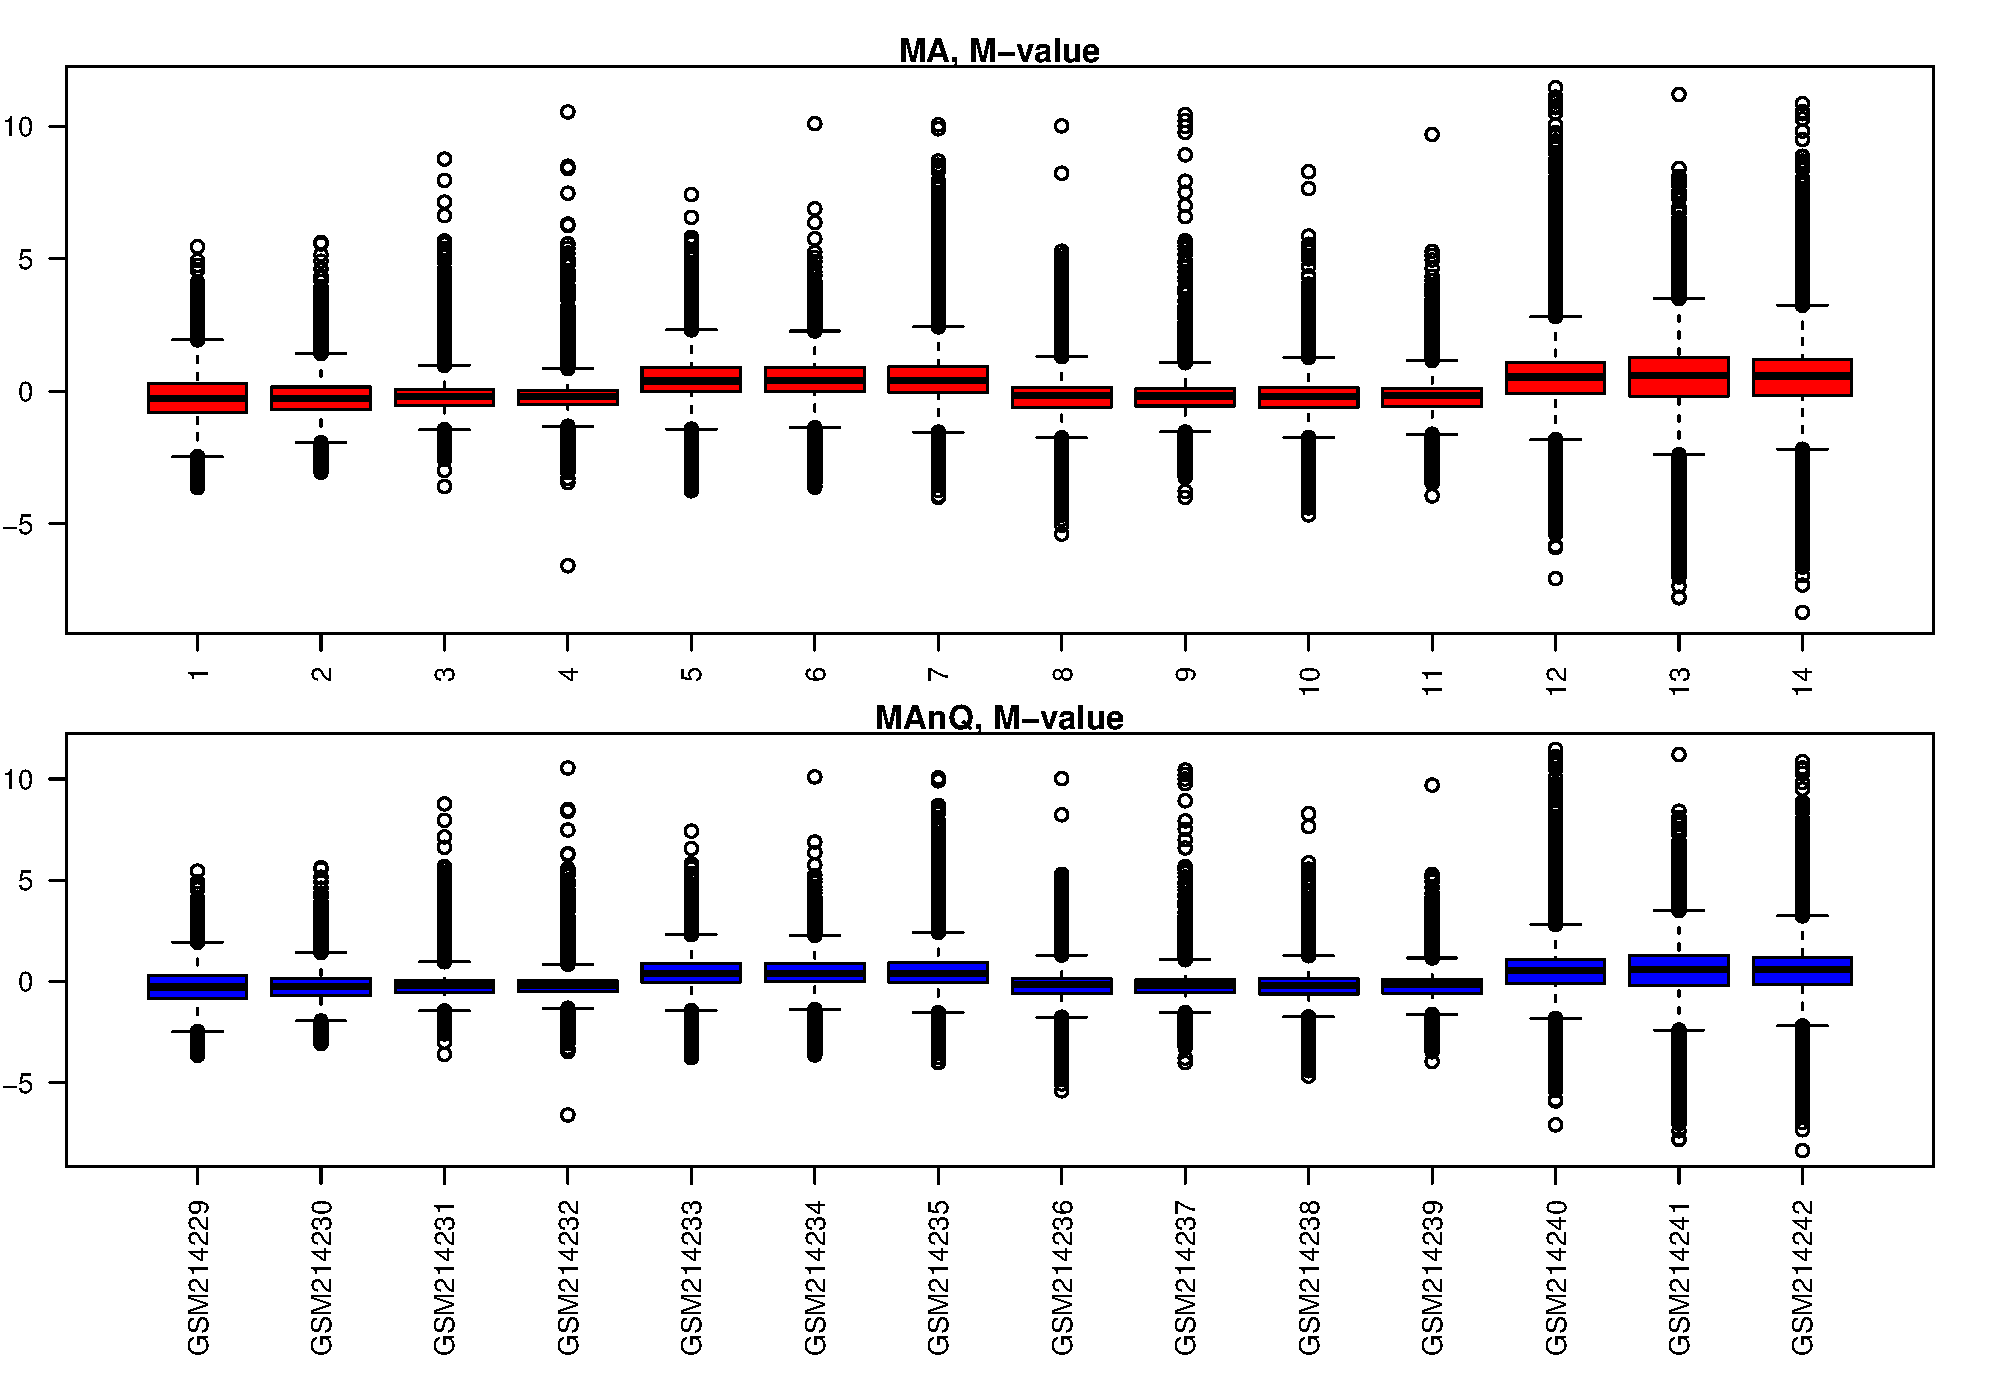 MA, M−value
10
5
0
−5
1 2 3 4 5 6 7 8 9 10 11 12 13 14
MAnQ, M−value
10
5
0
−5
GSM214229 GSM214230 GSM214231 GSM214232 GSM214233 GSM214234 GSM214235 GSM214236 GSM214237 GSM214238 GSM214239 GSM214240 GSM214241 GSM214242